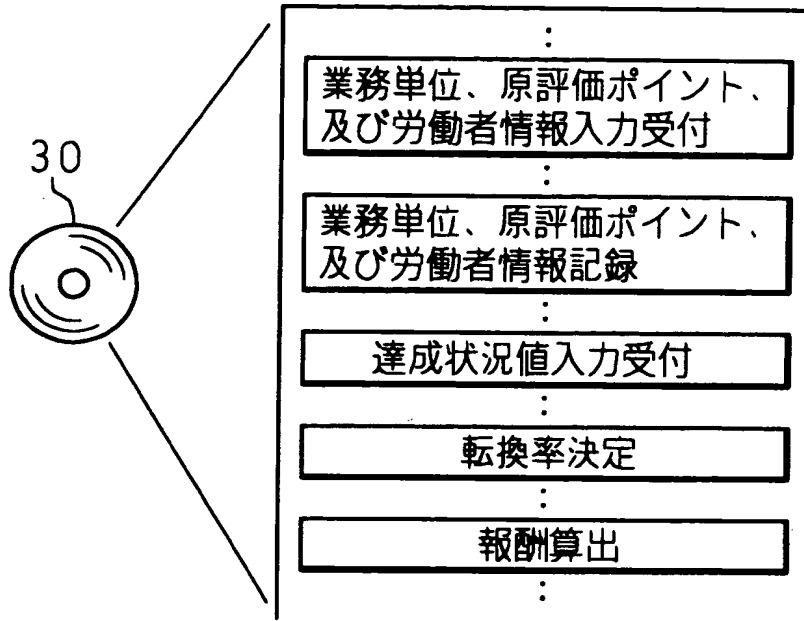 30
業務単位、原評価ポイント、
及び労働者情報入力受付
業務単位、原評価ポイント、
及び労働者情報記録
達成状況値入力受付
転換率決定
報酬算出